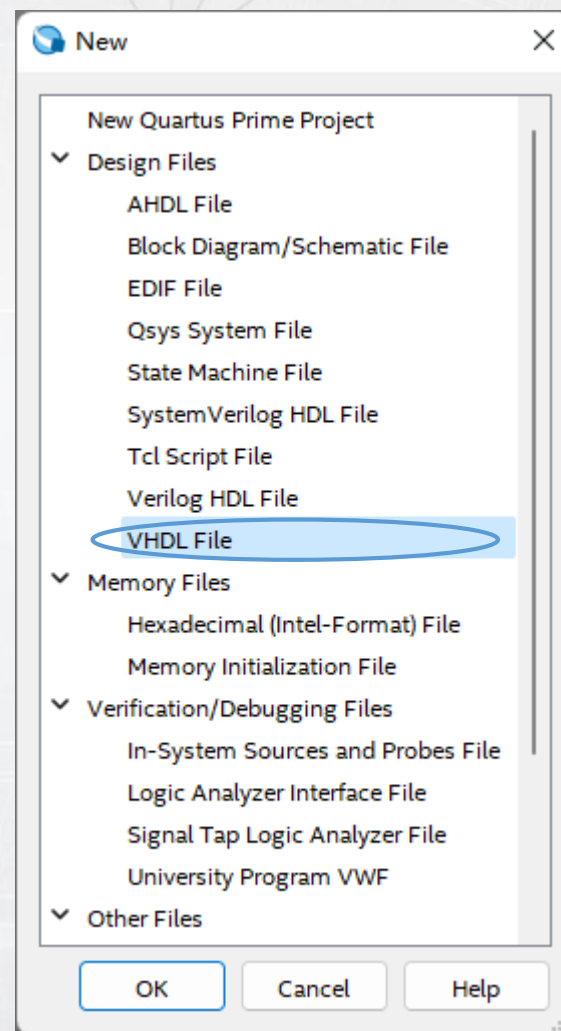 New
New Quartus Prime Project
Design Files
AHDL File
Block Diagram/Schematic File
EDIF File
Qsys System File
State Machine File
SystemVerilog HDL File
Tcl Script File
Verilog HDL File
VHDL File
Memory Files
Hexadecimal (Intel-Format) File
Memory Initialization File
Verification/Debugging Files
In-System Sources and Probes File
Logic Analyzer Interface File
Signal Tap Logic Analyzer File
University Program VWF
Other Files
OK Cancel Help